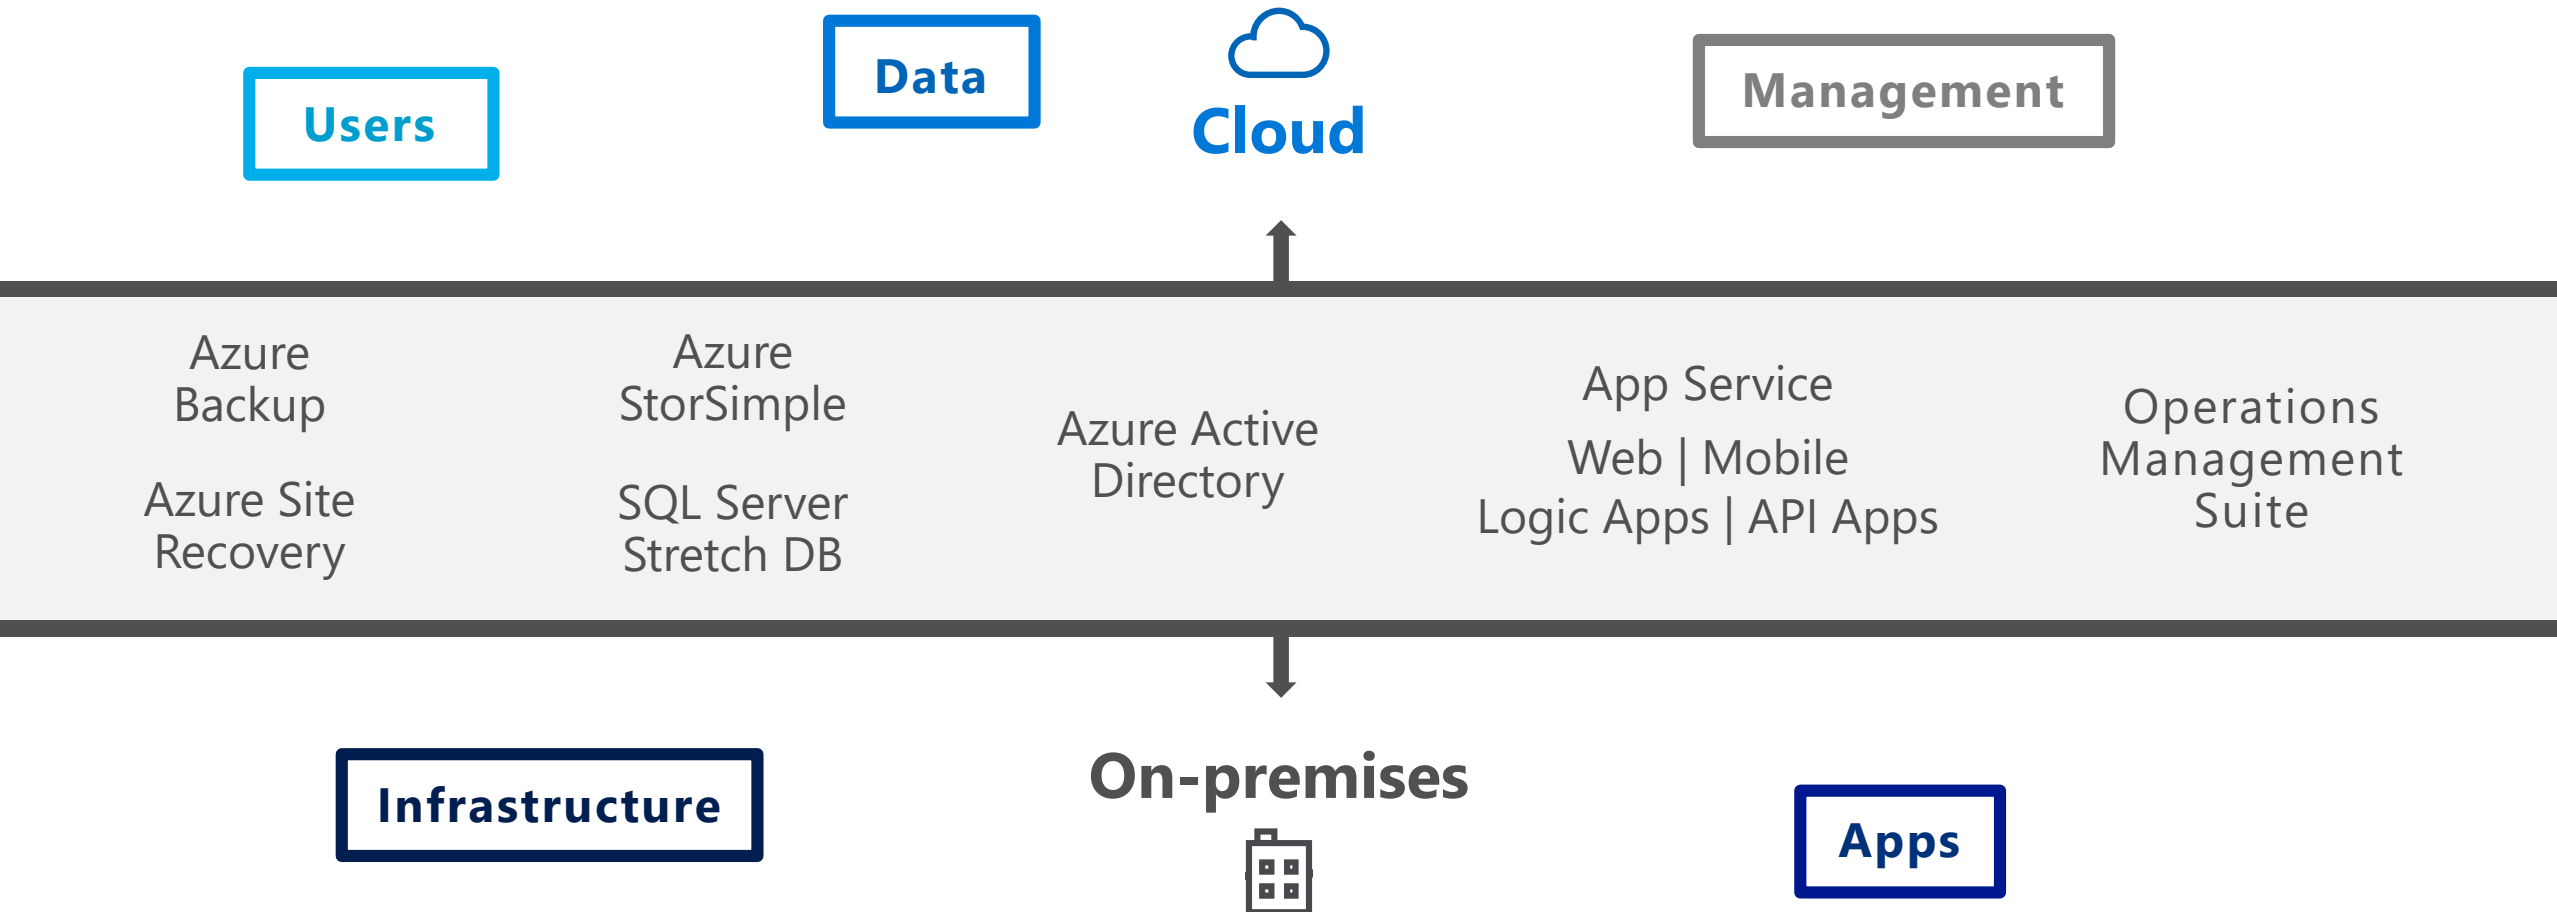 Users
Data
Cloud
Management
Azure
Backup
Azure Site
Recovery
Azure
StorSimple
SQL Server
Stretch DB
Azure Active
Directory
App Service
Web | Mobile
Logic Apps | API Apps
Operations
Management
Suite
Infrastructure
On-premises
Apps